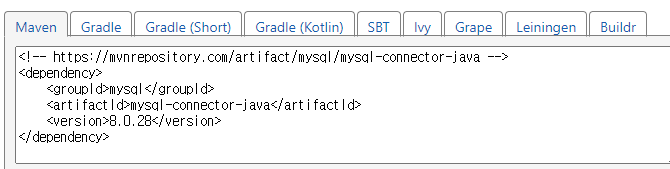 Maven Gradle Gradle (Short) Gradle (Kotlin) SBT Ivy Grape Leiningen Buildr
<!-- https://mvnrepository.com/artifact/mysql/mysql-connector-java -->
<dependency>
    <groupId>mysql</groupId>
    <artifactId>mysql-connector-java</artifactId>
    <version>8.0.28</version>
</dependency>